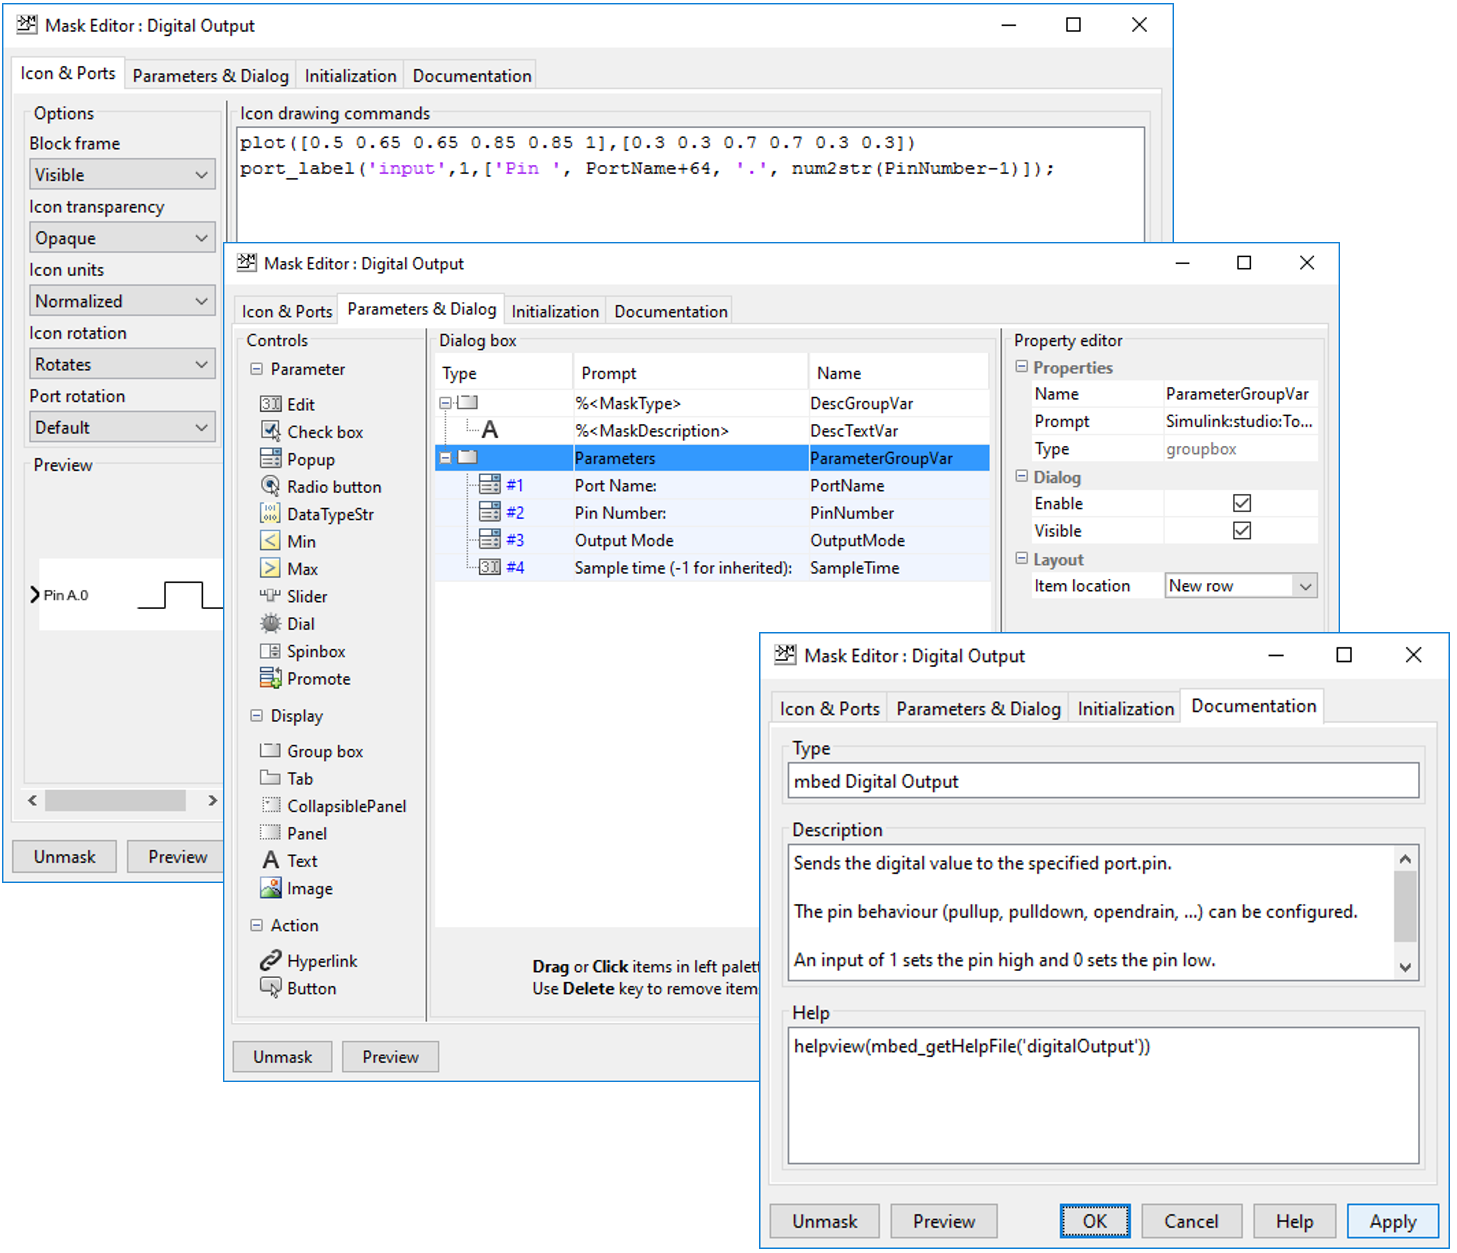 Mask Editor : Digital Output
Icon & Ports
Parameters & Dialog
Initialization
Documentation
Options
Block frame
Visible
Icon transparency
Opaque
Icon units
Normalized
Icon rotation
Rotates
Port rotation
Default
Preview
Pin A.0
Unmask
Preview
Icon drawing commands
plot([0.5 0.65 0.65 0.85 0.85 1],[0.3 0.3 0.7 0.7 0.3 0.3])
port_label('input',1,['Pin ', PortName+64, '.', num2str(PinNumber-1)]);
Mask Editor : Digital Output
Icon & Ports
Parameters & Dialog
Initialization
Documentation
Controls
Parameter
Edit
Check box
Popup
Radio button
DataTypeStr
Min
Max
Slider
Dial
Spinbox
Promote
Display
Group box
Tab
CollapsiblePanel
Panel
Text
Image
Action
Hyperlink
Button
Dialog box
Type Prompt Name
%<MaskType> DescGroupVar
A %<MaskDescription> DescTextVar
Parameters ParameterGroupVar
#1 Port Name: PortName
#2 Pin Number: PinNumber
#3 Output Mode OutputMode
#4 Sample time (-1 for inherited): SampleTime
Drag or Click items in left palett
Use Delete key to remove item
Unmask
Preview
Property editor
Properties
Name ParameterGroupVar
Prompt Simulink:studio:To...
Type groupbox
Dialog
Enable
Visible
Layout
Item location New row
Mask Editor : Digital Output
Icon & Ports
Parameters & Dialog
Initialization
Documentation
Type
mbed Digital Output
Description
Sends the digital value to the specified port.pin.
The pin behaviour (pullup, pulldown, opendrain, ...) can be configured.
An input of 1 sets the pin high and 0 sets the pin low.
Help
helpview(mbed_getHelpFile('digitalOutput'))
Unmask
Preview
OK
Cancel
Help
Apply